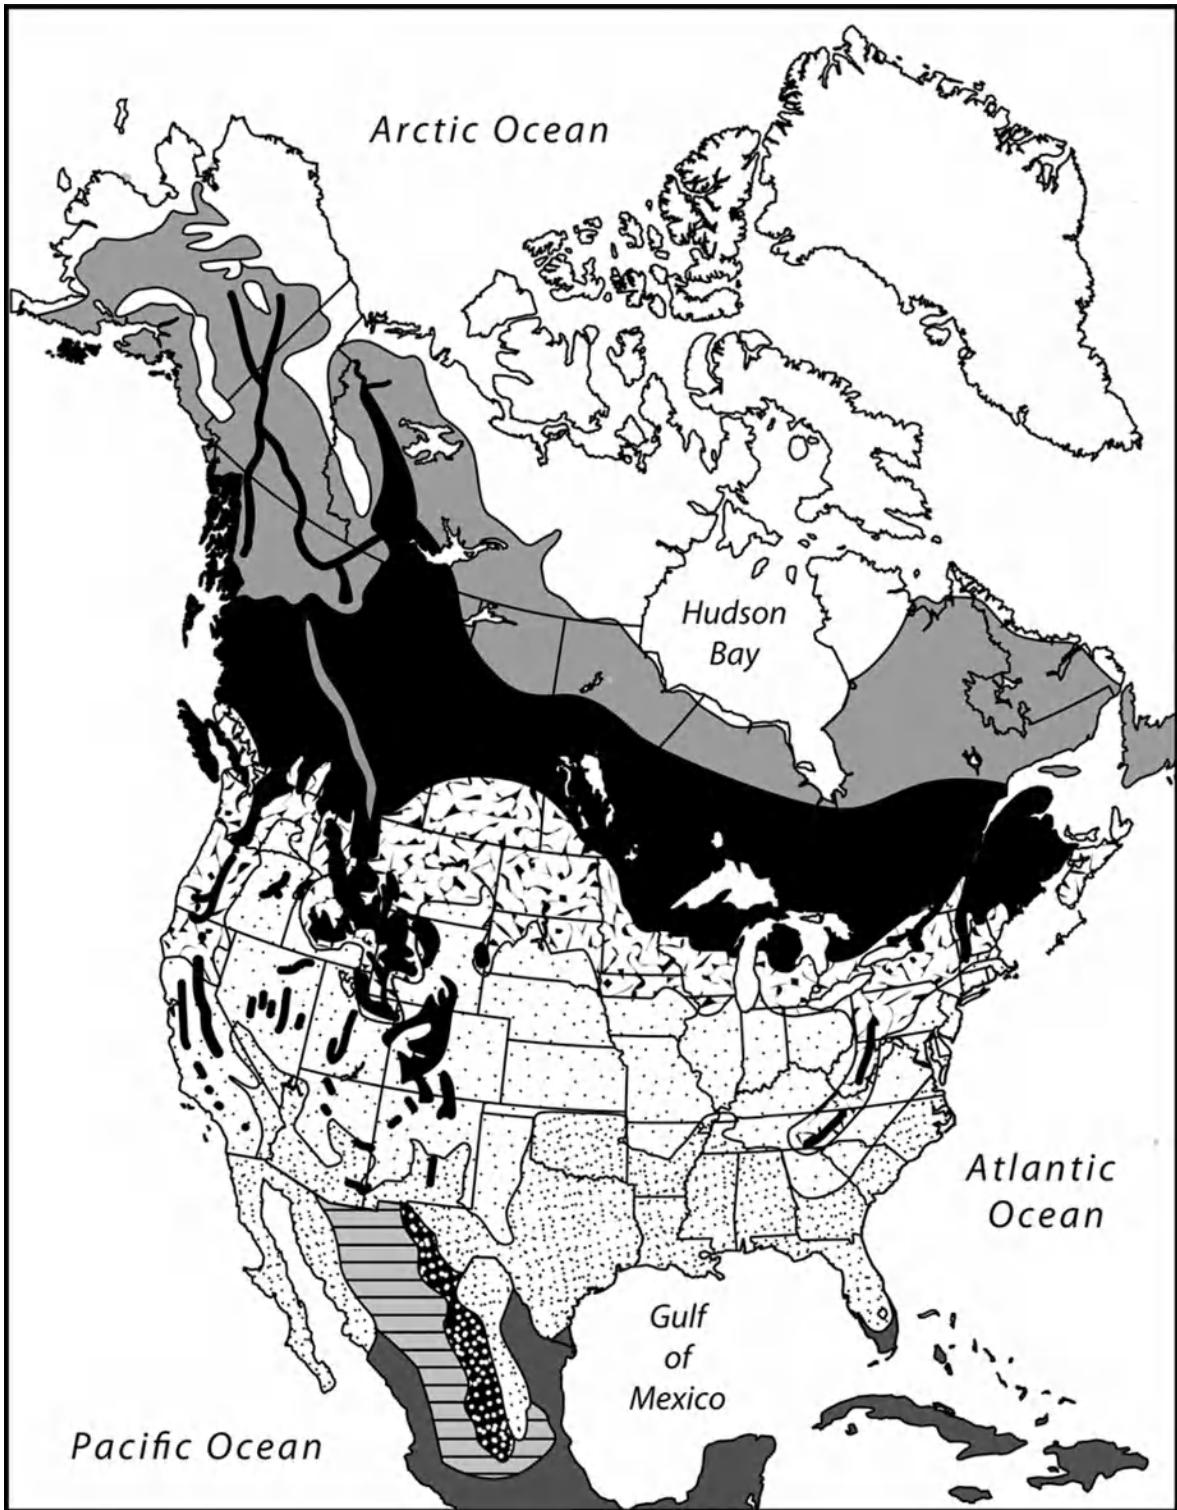 Arctic Ocean
Hudson
Bay
Atlantic
Ocean
Gulf
of
Mexico
Pacific Ocean